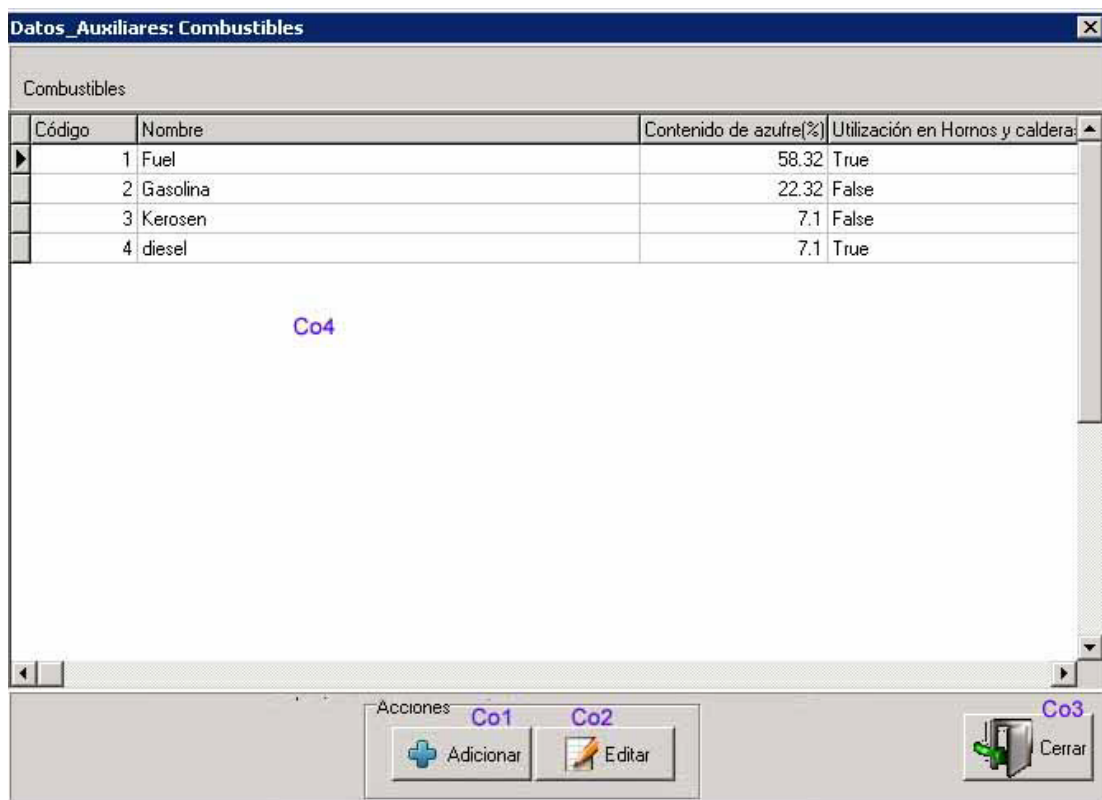 Datos_Auxiliares: Combustibles
Combustibles
Código Nombre Contenido de azufre(%) Utilización en Hornos y calderas
1 Fuel 58.32 True
2 Gasolina 22.32 False
3 Kerosen 7.1 False
4 diesel 7.1 True
Co4
Acciones Co1 Co2 Co3
Adicionar Editar Cerrar